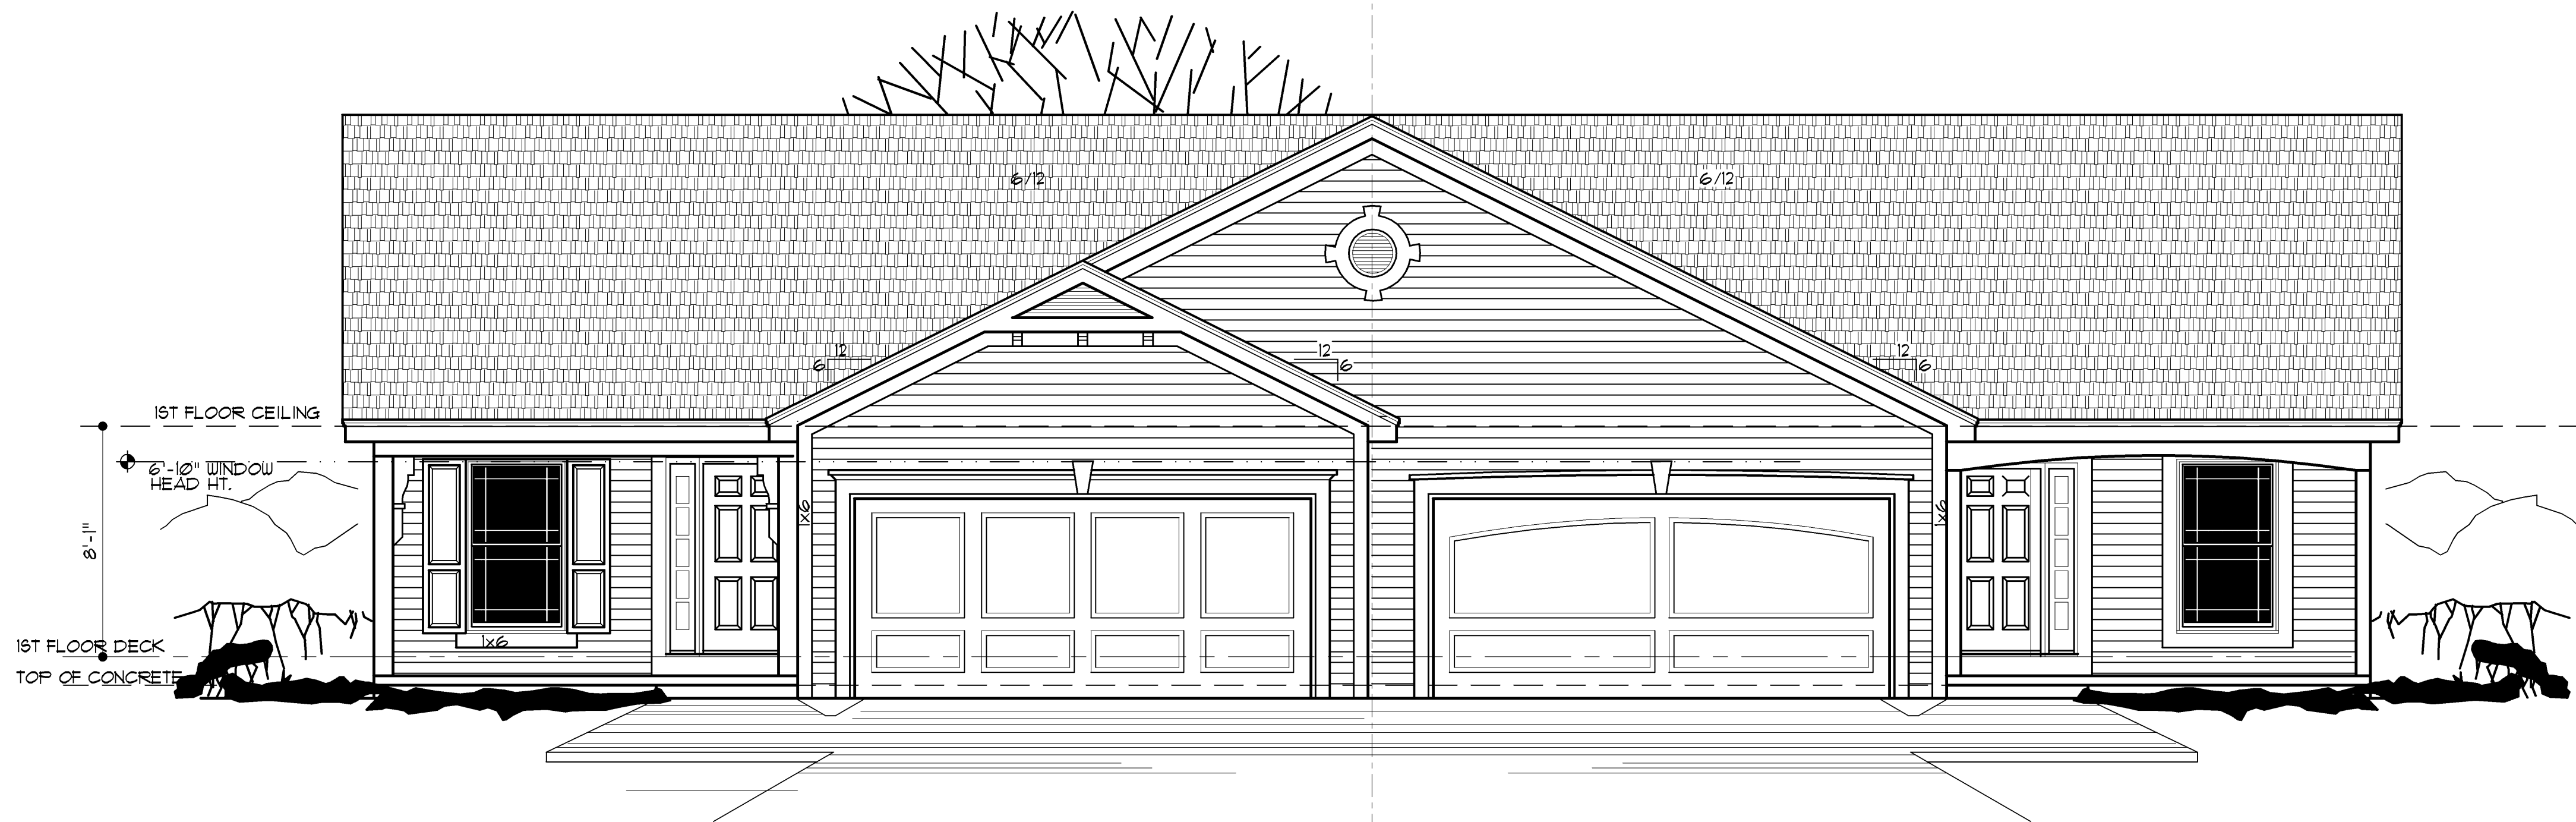 6/12
6/12
12
6
12
6
12
6
1ST FLOOR CEILING
6'-10" WINDOW
HEAD HT.
8'-1"
1x6
1x6
1x6
1ST FLOOR DECK
TOP OF CONCRETE